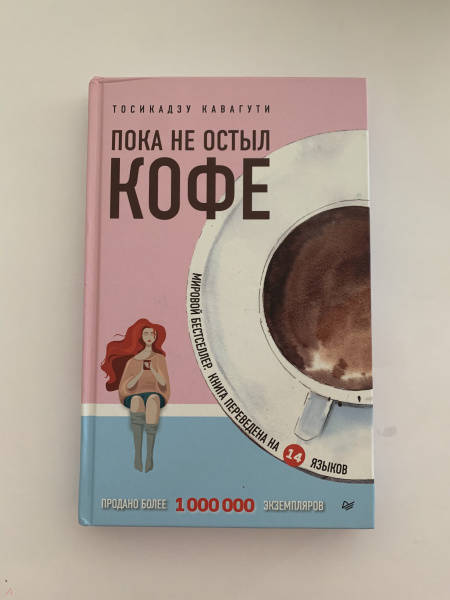 ТОСИКАДЗУ КАВАГУТИ
ПОКА НЕ ОСТЫЛ
КОФЕ
МИРОВОЙ БЕСТСЕЛЛЕР. КНИГА ПЕРЕВЕДЕНА НА 14 ЯЗЫКОВ
ПРОДАНО БОЛЕЕ 1 000 000 ЭКЗЕМПЛЯРОВ